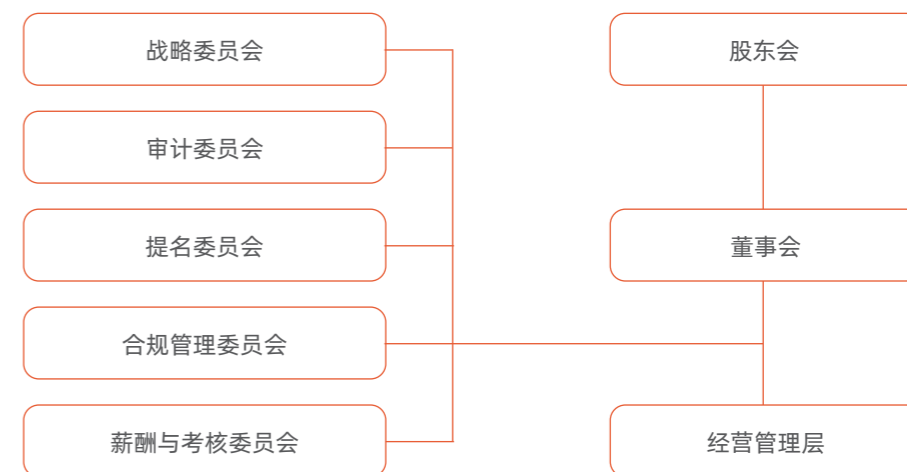 战略委员会
审计委员会
提名委员会
合规管理委员会
薪酬与考核委员会
股东会
董事会
经营管理层